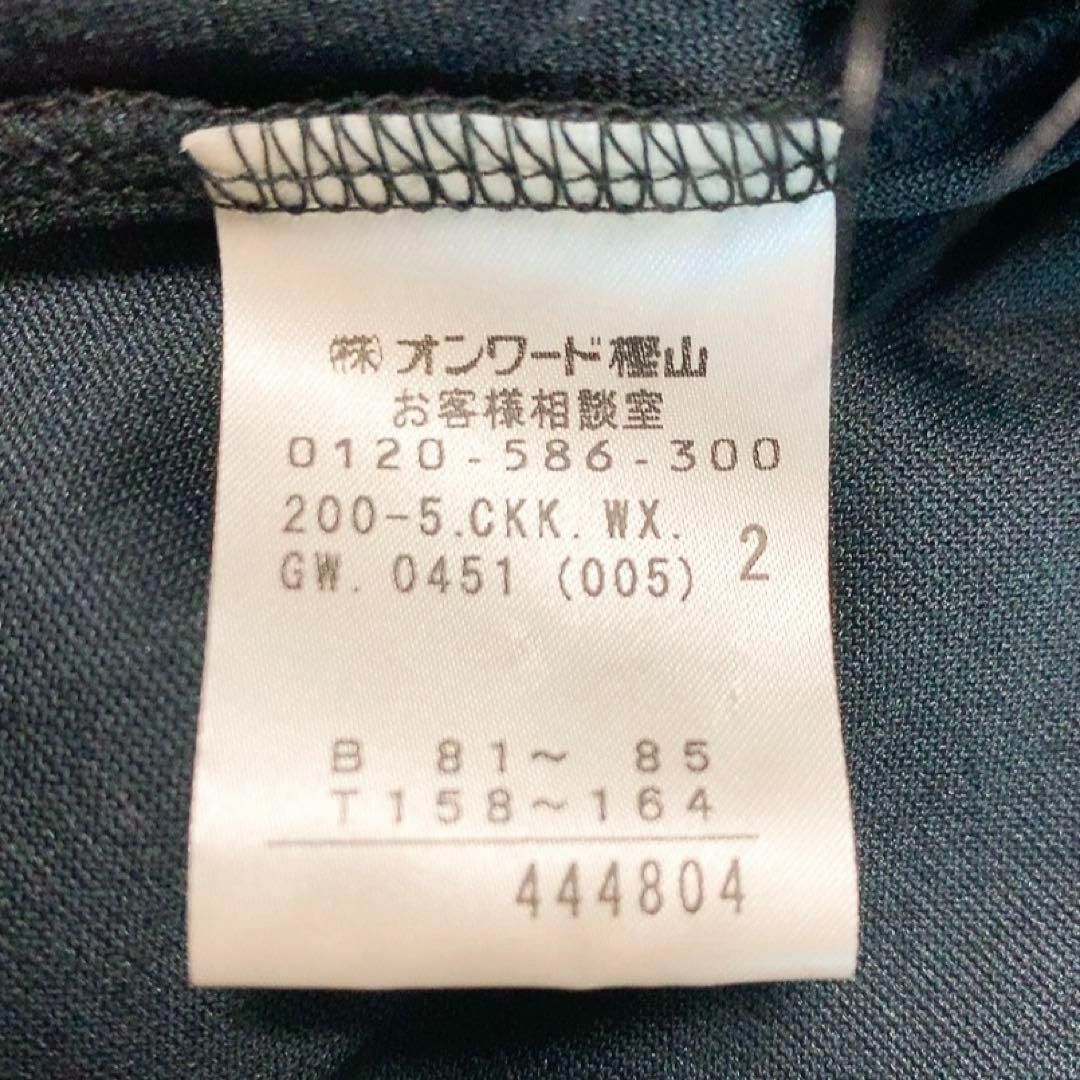 ㈱オンワード樫山
お客様相談室
0120-586-300
200-5.CKK.WX.
GW. 0451 (005) 2
B 81～ 85
T158～164
444804